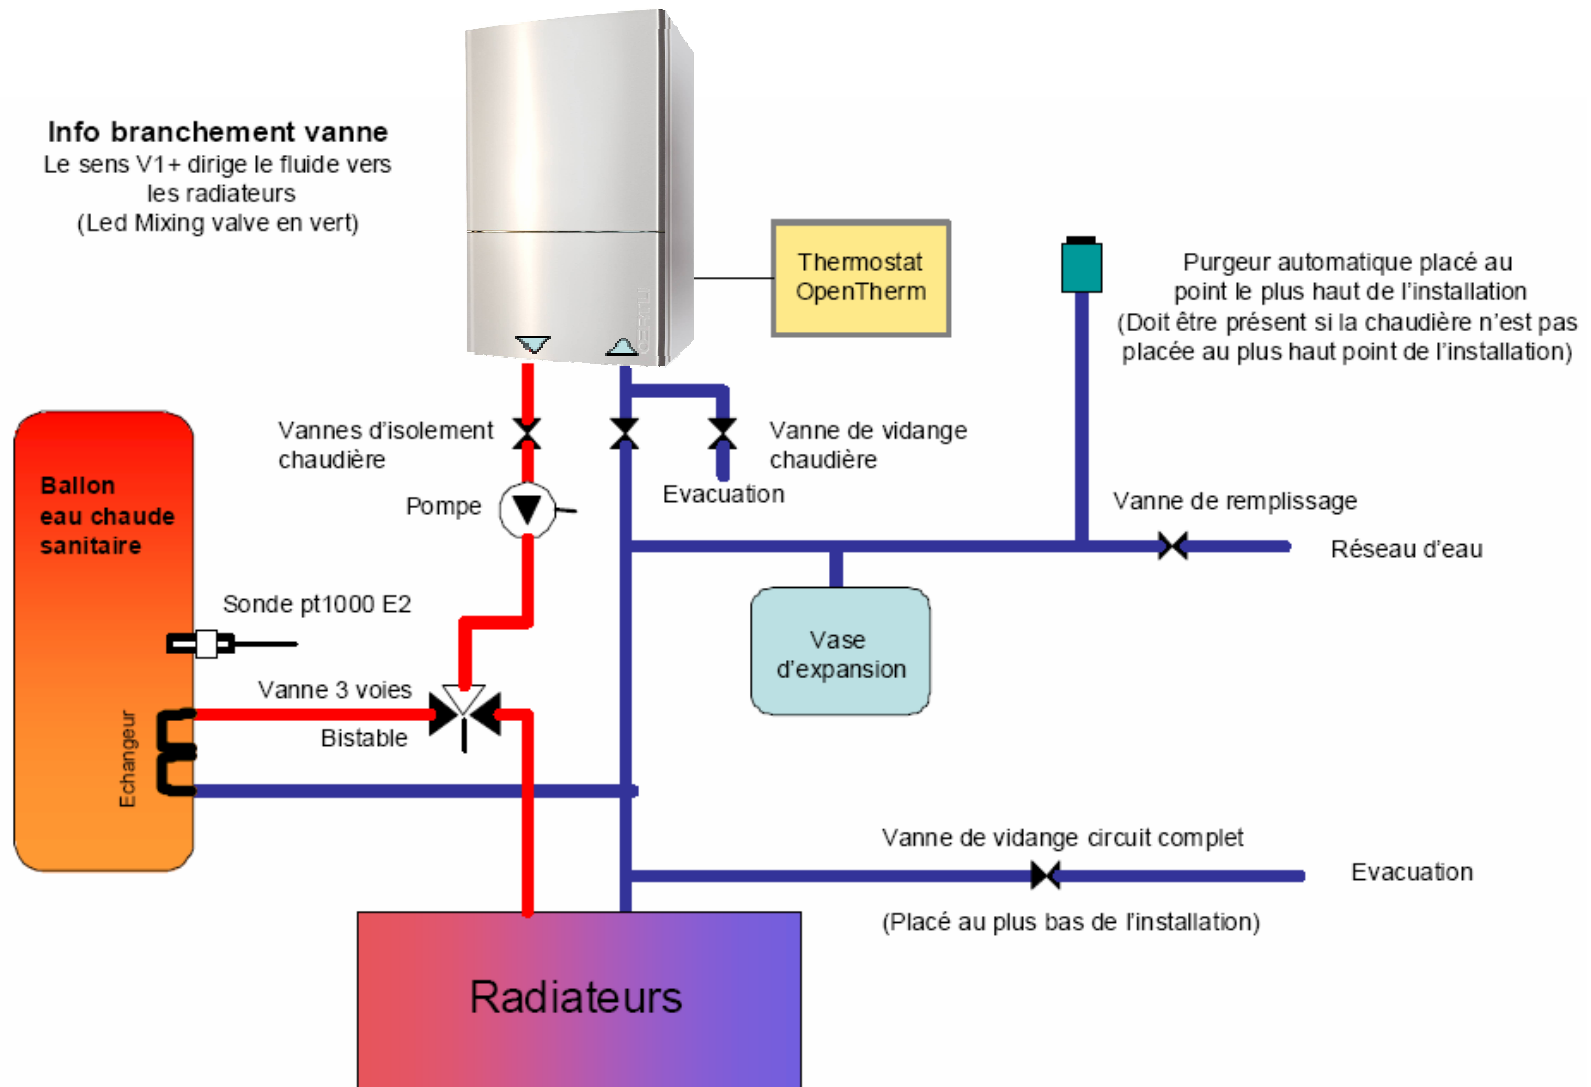 Info branchement vanne
Le sens V1+ dirige le fluide vers
les radiateurs
(Led Mixing valve en vert)
Thermostat
OpenTherm
Purgeur automatique placé au
point le plus haut de l'installation
(Doit être présent si la chaudière n'est pas
placée au plus haut point de l'installation)
Vannes d'isolement
chaudière
Vanne de vidange
chaudière
Ballon
eau chaude
sanitaire
Pompe
Evacuation
Vanne de remplissage
Réseau d'eau
Sonde pt1000 E2
Vase
d'expansion
Vanne 3 voies
Bistable
Echangeur
Vanne de vidange circuit complet
Evacuation
(Placé au plus bas de l'installation)
Radiateurs